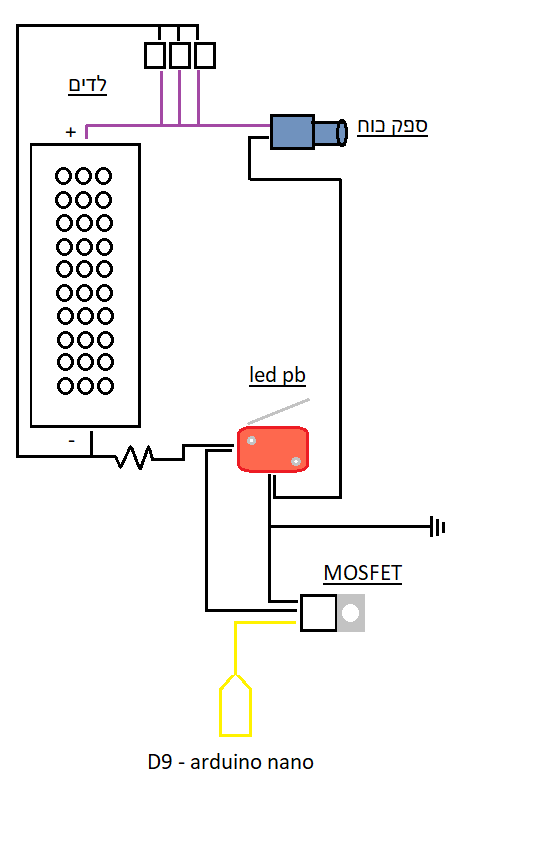 לדים
+
ספק כוח
led pb
-
MOSFET
D9 - arduino nano